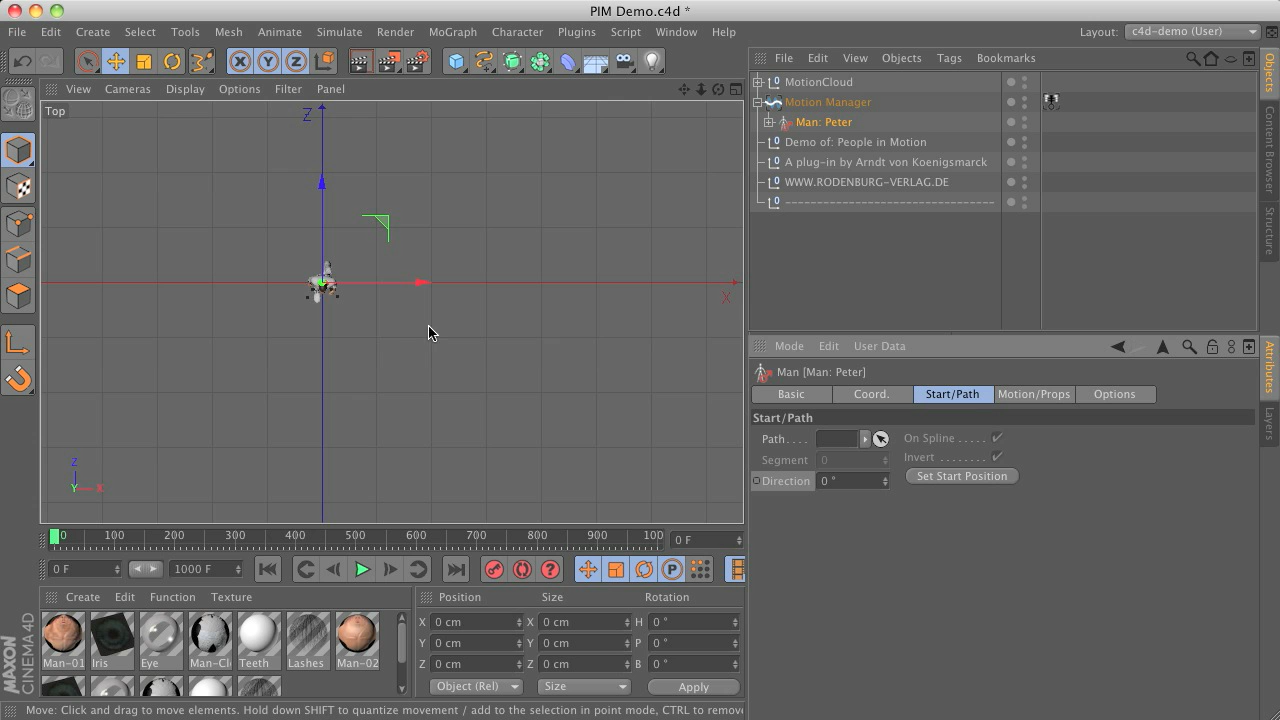 PIM Demo.c4d *
File Edit Create Select Tools Mesh Animate Simulate Render MoGraph Character Plugins Script Window Help
Layout: c4d-demo (User)
X Y Z
View Cameras Display Options Filter Panel
Top
Z
X
Z
Y X
File Edit View Objects Tags Bookmarks
MotionCloud
Motion Manager
Man: Peter
Demo of: People in Motion
A plug-in by Arndt von Koenigsmarck
WWW.RODENBURG-VERLAG.DE
--------------------------------
Objects
Content Browser
Structure
Mode Edit User Data
Man [Man: Peter]
Basic Coord. Start/Path Motion/Props Options
Start/Path
Path. . . . On Spline . . . . .
Segment 0 Invert . . . . . . . .
Direction 0 ° Set Start Position
Attributes
Layers
0 100 200 300 400 500 600 700 800 900 100 0 F
0 F 1000 F P
Create Edit Function Texture
Man-01 Iris Eye Man-Cl Teeth Lashes Man-02
Position Size Rotation
X 0 cm X 0 cm H 0 °
Y 0 cm Y 0 cm P 0 °
Z 0 cm Z 0 cm B 0 °
Object (Rel) Size Apply
MAXON
CINEMA 4D
Move: Click and drag to move elements. Hold down SHIFT to quantize movement / add to the selection in point mode, CTRL to remove